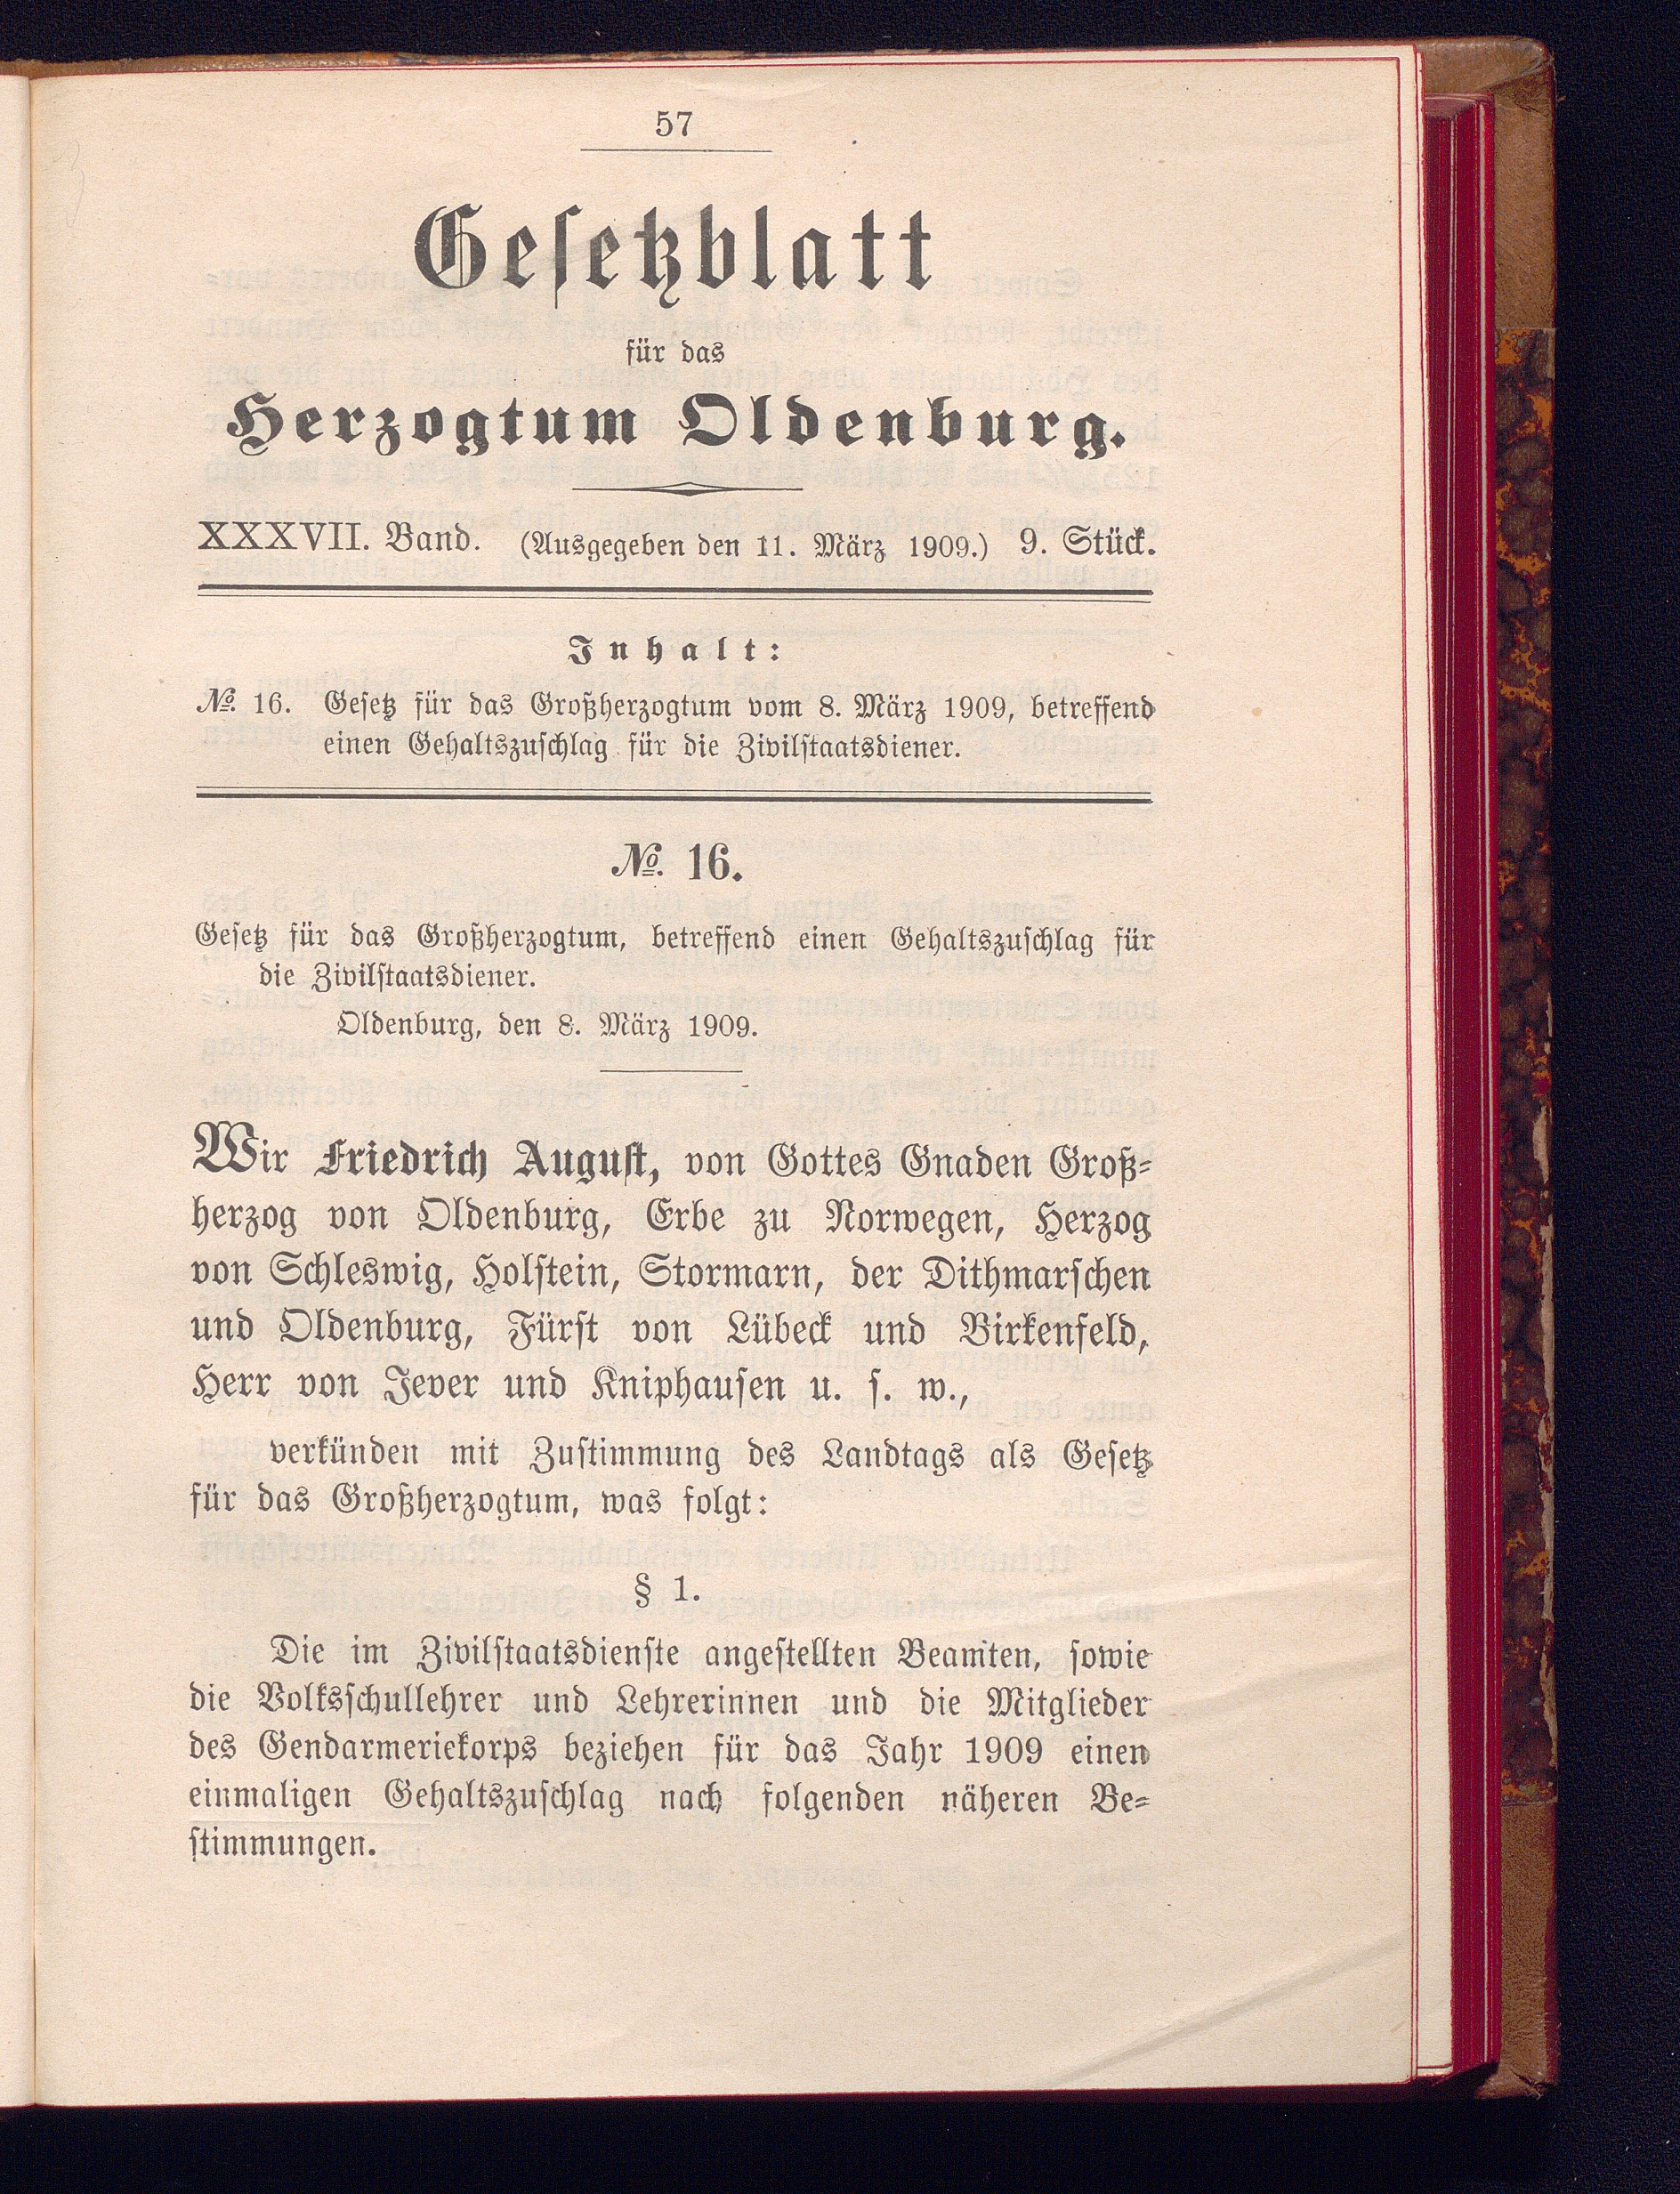 57
Gesetzblatt
für das
Herzogtum Oldenburg.
XXXVII. Band. (Ausgegeben den 11. März 1909.) 9. Stück.
Inhalt:
№. 16. Gesetz für das Großherzogtum vom 8. März 1909, betreffend
einen Gehaltszuschlag für die Zivilstaatsdiener.
№. 16.
Gesetz für das Großherzogtum, betreffend einen Gehaltszuschlag für
die Zivilstaatsdiener.
Oldenburg, den 8. März 1909.
Wir Friedrich August, von Gottes Gnaden Groß-
herzog von Oldenburg, Erbe zu Norwegen, Herzog
von Schleswig, Holstein, Stormarn, der Dithmarschen
und Oldenburg, Fürst von Lübeck und Birkenfeld,
Herr von Jever und Kniphausen u. s. w.,
verkünden mit Zustimmung des Landtags als Gesetz
für das Großherzogtum, was folgt:
§ 1.
Die im Zivilstaatsdienste angestellten Beamten, sowie
die Volksschullehrer und Lehrerinnen und die Mitglieder
des Gendarmeriekorps beziehen für das Jahr 1909 einen
einmaligen Gehaltszuschlag nach folgenden näheren Be-
stimmungen.